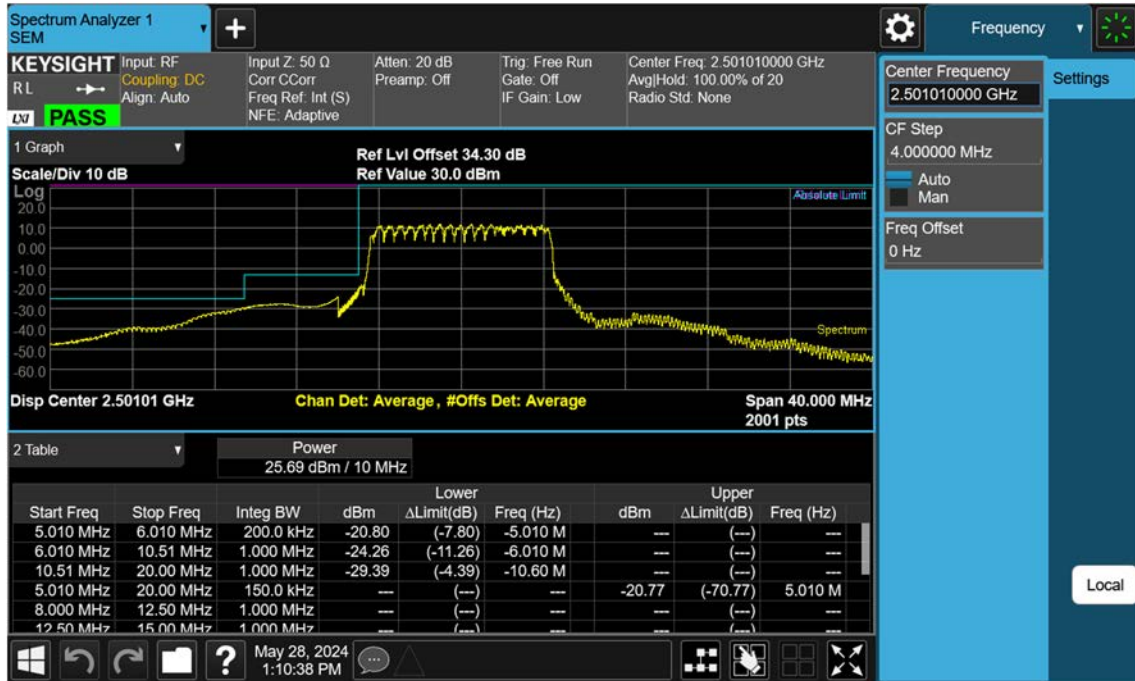 Spectrum Analyzer 1
SEM
Frequency
KEYSIGHT
R L
LXI
PASS
Input: RF
Coupling: DC
Align: Auto
Input Z: 50 Ω
Corr CCorr
Freq Ref: Int (S)
NFE: Adaptive
Atten: 20 dB
Preamp: Off
Trig: Free Run
Gate: Off
IF Gain: Low
Center Freq: 2.501010000 GHz
Avg|Hold: 100.00% of 20
Radio Std: None
Center Frequency
2.501010000 GHz
Settings
CF Step
4.000000 MHz
Auto
Man
Freq Offset
0 Hz
Local
1 Graph
Ref Lvl Offset 34.30 dB
Scale/Div 10 dB
Ref Value 30.0 dBm
Log
20.0
10.0
0.00
-10.0
-20.0
-30.0
-40.0
-50.0
-60.0
Absolute Limit
Spectrum
Disp Center 2.50101 GHz
Chan Det: Average, #Offs Det: Average
Span 40.000 MHz
2001 pts
2 Table
Power
25.69 dBm / 10 MHz
Lower Upper
Start Freq Stop Freq Integ BW dBm ΔLimit(dB) Freq (Hz) dBm ΔLimit(dB) Freq (Hz)
5.010 MHz 6.010 MHz 200.0 kHz -20.80 (-7.80) -5.010 M --- (---) ---
6.010 MHz 10.51 MHz 1.000 MHz -24.26 (-11.26) -6.010 M --- (---) ---
10.51 MHz 20.00 MHz 1.000 MHz -29.39 (-4.39) -10.60 M --- (---) ---
5.010 MHz 20.00 MHz 150.0 kHz --- (---) --- -20.77 (-70.77) 5.010 M
8.000 MHz 12.50 MHz 1.000 MHz --- (---) --- --- (---) ---
12.50 MHz 15.00 MHz 1.000 MHz --- (---) --- --- (---) ---
?
May 28, 2024
1:10:38 PM